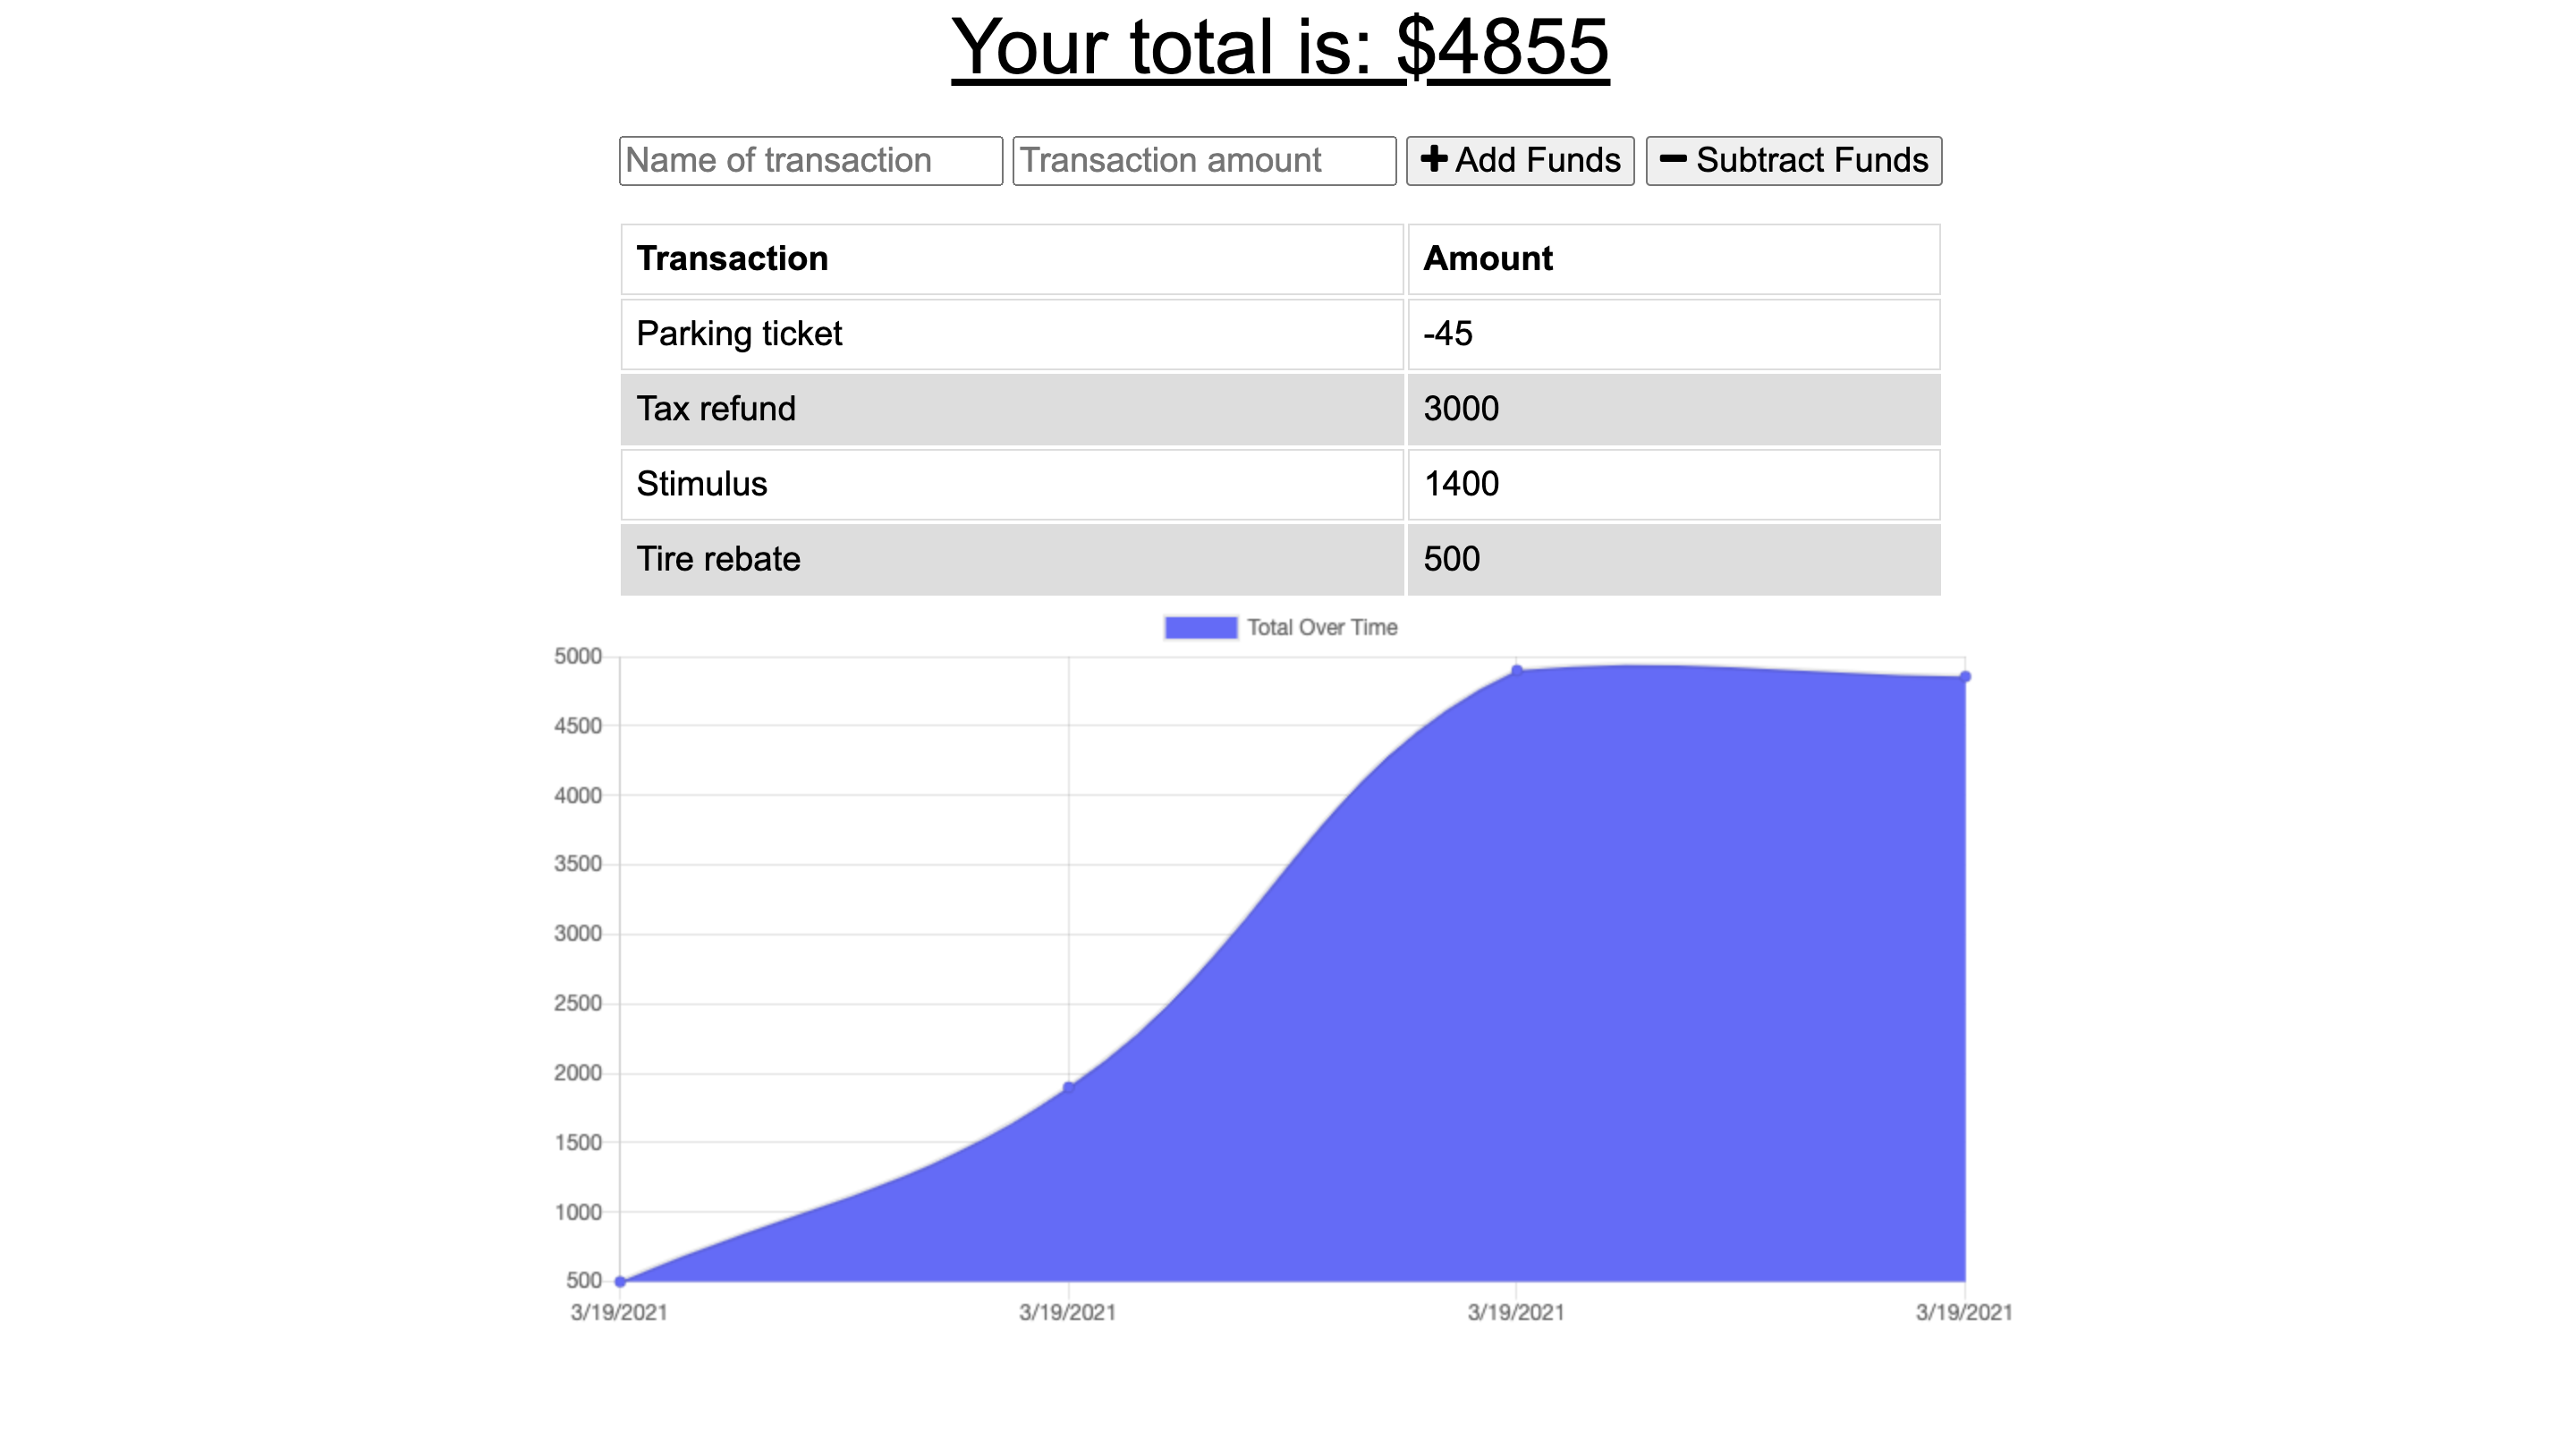 Your total is: $4855
Name of transaction Transaction amount Add Funds Subtract Funds
Transaction Amount
Parking ticket -45
Tax refund 3000
Stimulus 1400
Tire rebate 500
Total Over Time
5000
4500
4000
3500
3000
2500
2000
1500
1000
500
3/19/2021 3/19/2021 3/19/2021 3/19/2021